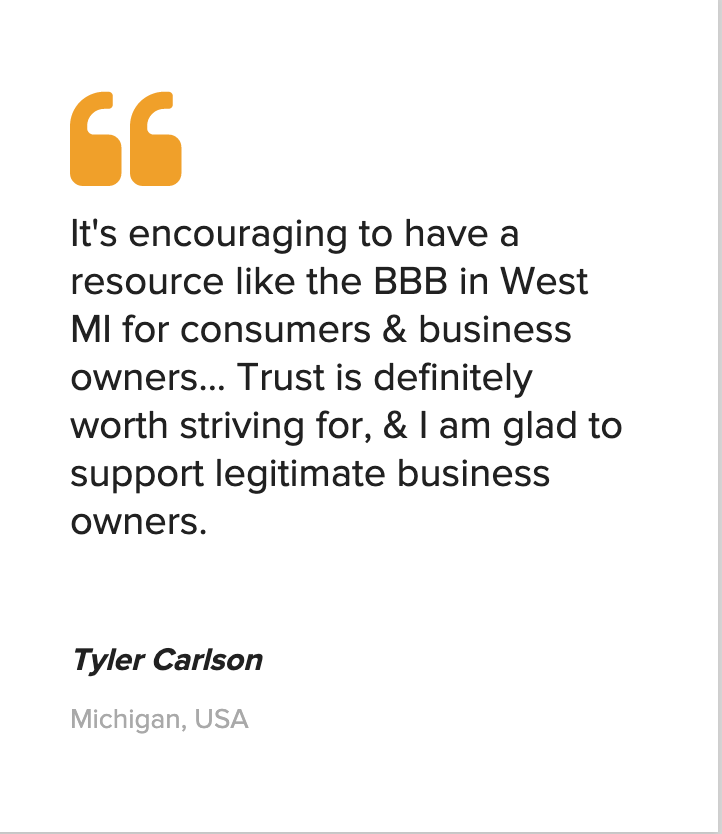 It's encouraging to have a
resource like the BBB in West
MI for consumers & business
owners... Trust is definitely
worth striving for, & I am glad to
support legitimate business
owners.
Tyler Carlson
Michigan, USA